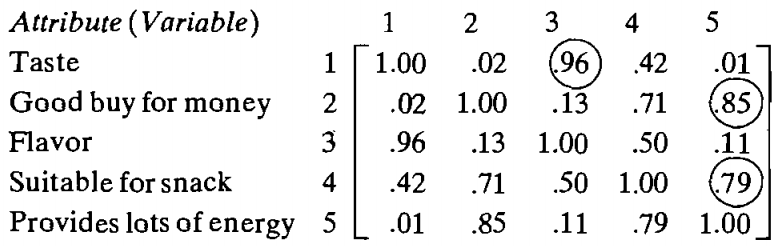 Attribute (Variable) 1 2 3 4 5
Taste 1 1.00 .02 .96 .42 .01
Good buy for money 2 .02 1.00 .13 .71 .85
Flavor 3 .96 .13 1.00 .50 .11
Suitable for snack 4 .42 .71 .50 1.00 .79
Provides lots of energy 5 .01 .85 .11 .79 1.00